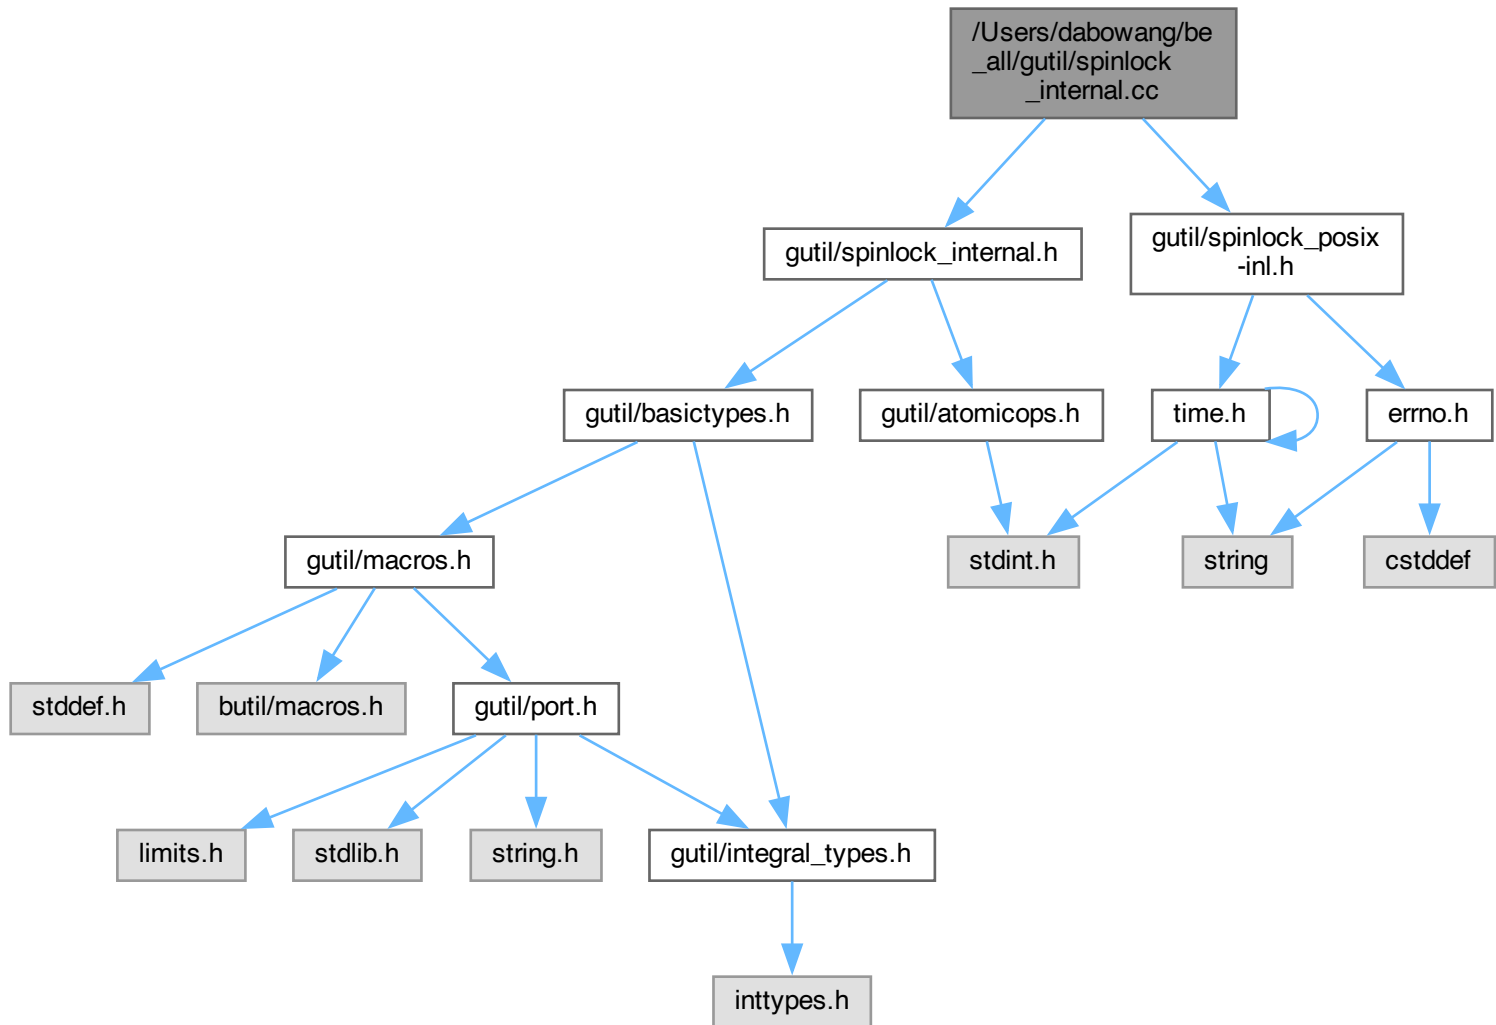 /Users/dabowang/be
_all/gutil/spinlock
_internal.cc
gutil/spinlock_internal.h
gutil/spinlock_posix
-inl.h
gutil/basictypes.h
gutil/atomicops.h
time.h
errno.h
gutil/macros.h
stdint.h
string
cstddef
stddef.h
butil/macros.h
gutil/port.h
limits.h
stdlib.h
string.h
gutil/integral_types.h
inttypes.h